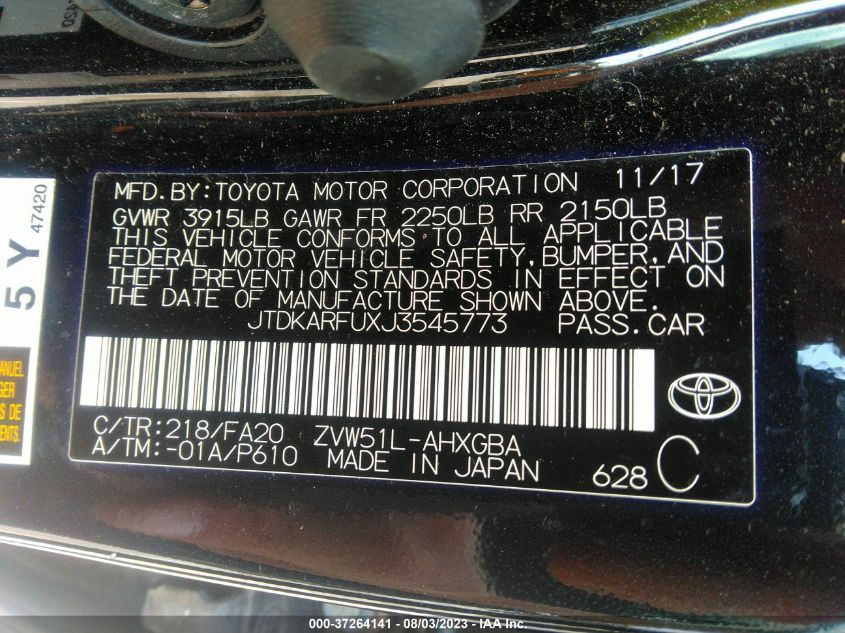 MFD.BY:TOYOTA MOTOR CORPORATION 11/17
GVWR 3915LB GAWR FR 2250LB RR 2150LB
THIS VEHICLE CONFORMS TO ALL APPLICABLE
FEDERAL MOTOR VEHICLE SAFETY,BUMPER,AND
THEFT PREVENTION STANDARDS IN EFFECT ON
THE DATE OF MANUFACTURE SHOWN ABOVE.
JTDKARFUXJ3545773 PASS.CAR
C/TR:218/FA20 ZVW51L-AHXGBA
A/TM:-01A/P610 MADE IN JAPAN
628 C
5 Y
47420
DE
000-37264141 - 08/03/2023 - IAA Inc.